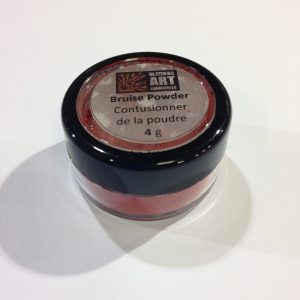 ART
Bruise Powder
Contusionner
de la poudre
4 g